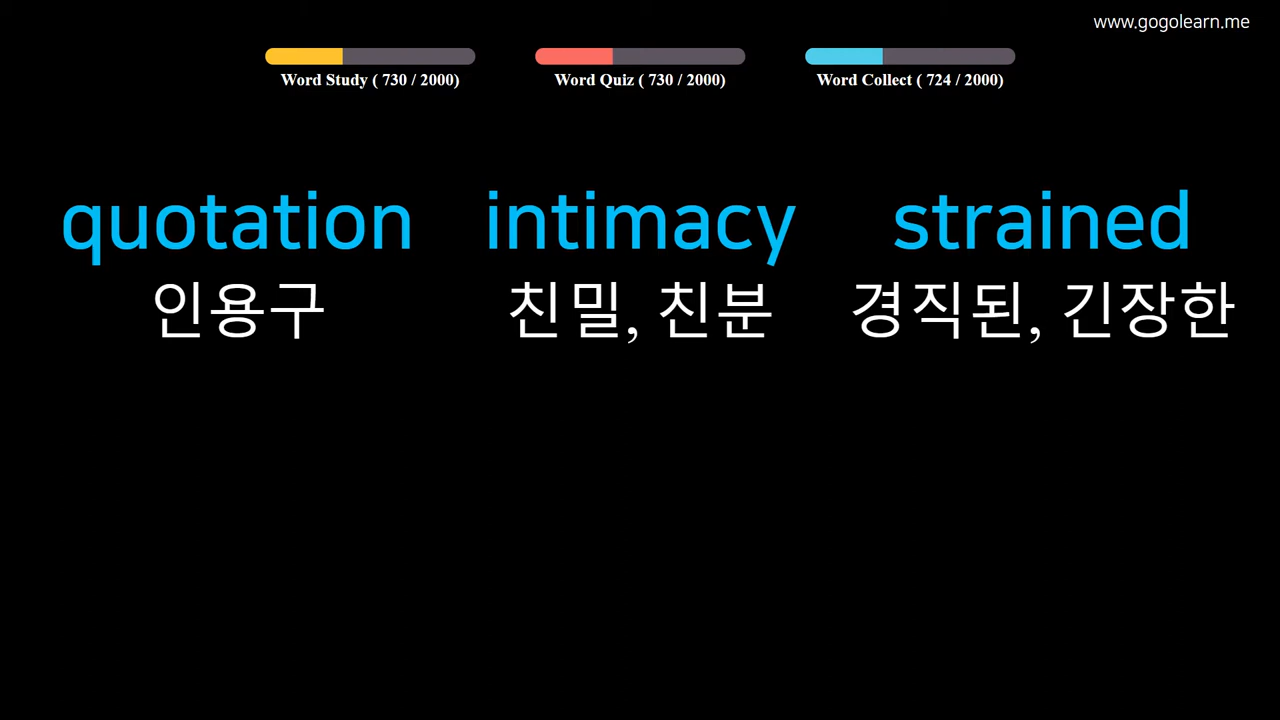 www.gogolearn.me
Word Study ( 730 / 2000) Word Quiz ( 730 / 2000) Word Collect ( 724 / 2000)
quotation intimacy strained
인용구 친밀, 친분 경직된, 긴장한